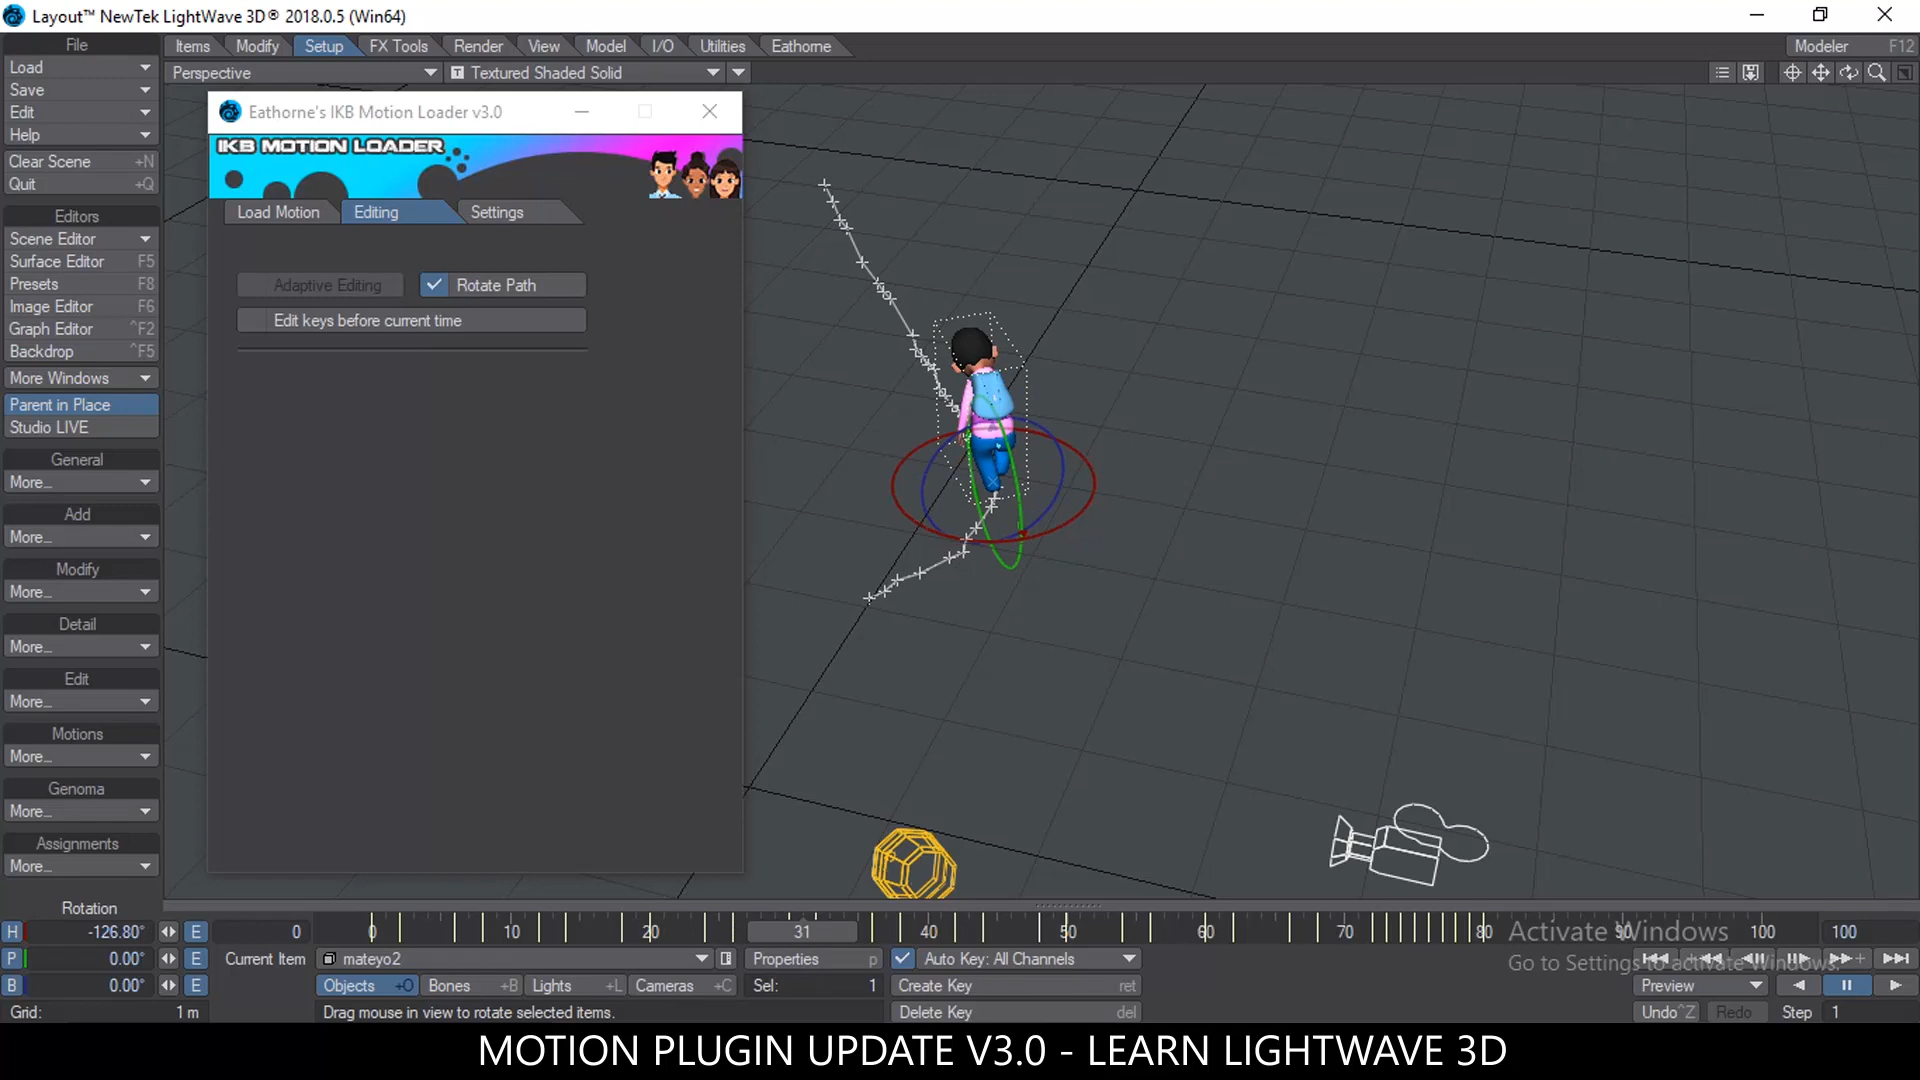 Layout™ NewTek LightWave 3D® 2018.0.5 (Win64)
File
Load
Save
Edit
Help
Clear Scene +N
Quit +Q
Editors
Scene Editor
Surface Editor F5
Presets F8
Image Editor F6
Graph Editor ^F2
Backdrop ^F5
More Windows
Parent in Place
Studio LIVE
General
More...
Add
More...
Modify
More...
Detail
More...
Edit
More...
Motions
More...
Genoma
More...
Assignments
More...
Items Modify Setup FX Tools Render View Model I/O Utilities Eathorne Modeler F12
Perspective T Textured Shaded Solid
Eathorne's IKB Motion Loader v3.0
IKB MOTION LOADER
Load Motion Editing Settings
Adaptive Editing Rotate Path
Edit keys before current time
Rotation
H -126.80° E 0 0 10 20 31 40 50 60 70 80 90 100 100
P 0.00° E Current Item mateyo2 Properties p Auto Key: All Channels
B 0.00° E Objects +O Bones +B Lights +L Cameras +C Sel: 1 Create Key ret Preview
Grid: 1 m Drag mouse in view to rotate selected items. Delete Key del Undo ^Z Redo Step 1
Activate Windows
Go to Settings to activate Windows.
MOTION PLUGIN UPDATE V3.0 - LEARN LIGHTWAVE 3D